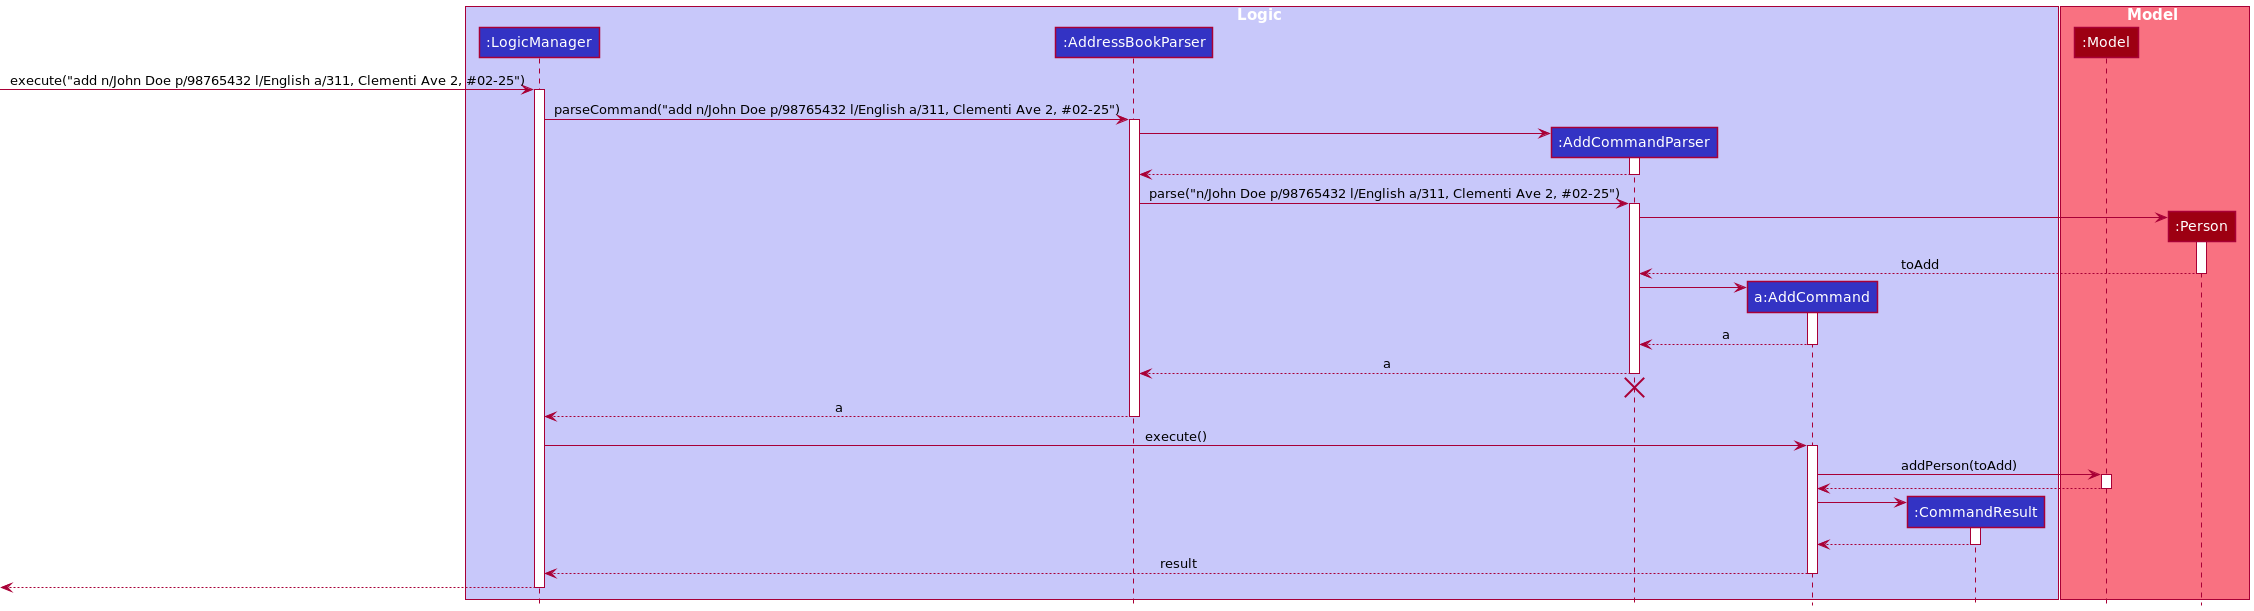 Logic
Model
:LogicManager
:AddressBookParser
:Model
execute("add n/John Doe p/98765432 l/English a/311, Clementi Ave 2, #02-25")
parseCommand("add n/John Doe p/98765432 l/English a/311, Clementi Ave 2, #02-25")
:AddCommandParser
parse("n/John Doe p/98765432 l/English a/311, Clementi Ave 2, #02-25")
:Person
toAdd
a:AddCommand
a
a
a
execute()
addPerson(toAdd)
:CommandResult
result